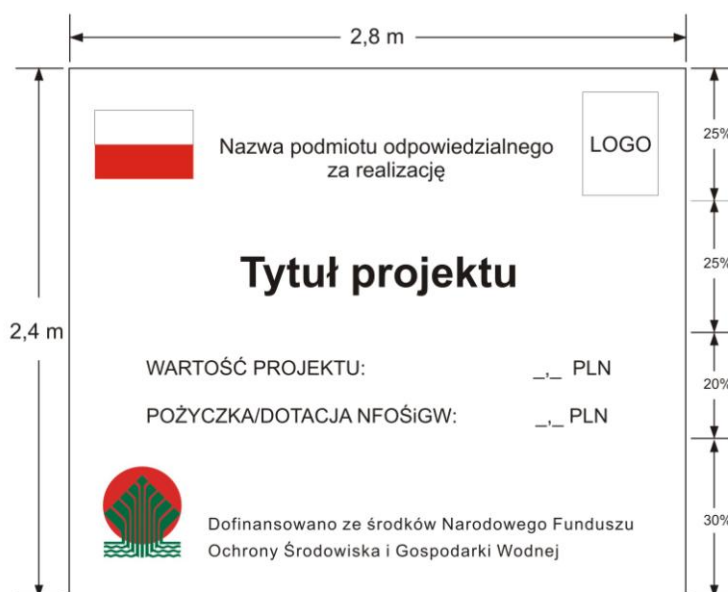 2,8 m
25%
Nazwa podmiotu odpowiedzialnego
za realizację
LOGO
25%
Tytuł projektu
2,4 m
WARTOŚĆ PROJEKTU: _,_ PLN
20%
POŻYCZKA/DOTACJA NFOŚiGW: _,_ PLN
30%
Dofinansowano ze środków Narodowego Funduszu
Ochrony Środowiska i Gospodarki Wodnej